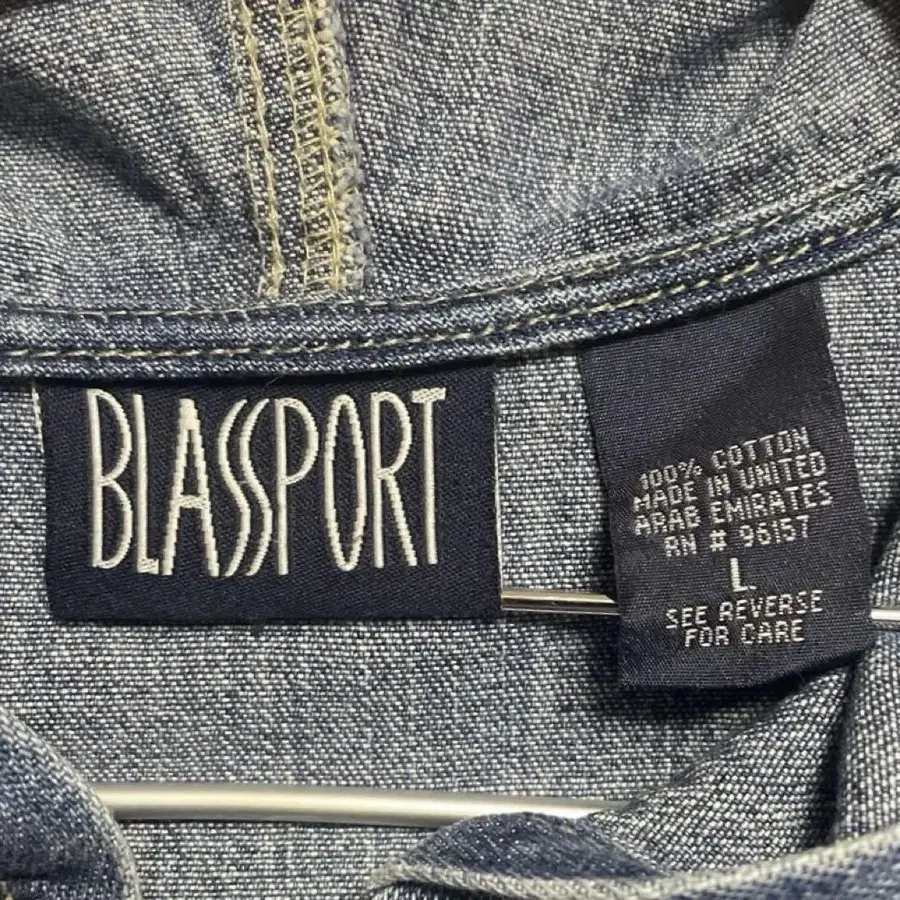 BLASSPORT
100% COTTON
MADE IN UNITED
ARAB EMIRATES
RN # 96157
L
SEE REVERSE
FOR CARE